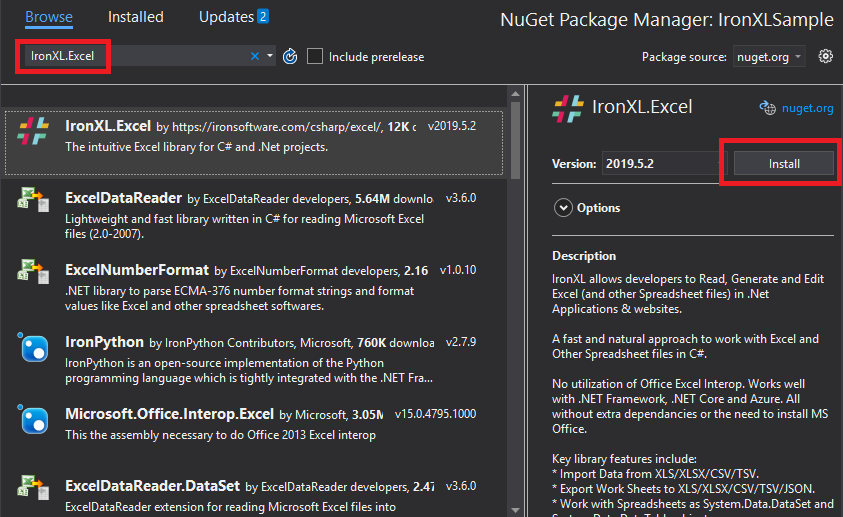 Browse Installed Updates 2 NuGet Package Manager: IronXLSample
IronXL.Excel Include prerelease Package source: nuget.org
IronXL.Excel by https://ironsoftware.com/csharp/excel/, 12K v2019.5.2
The intuitive Excel library for C# and .Net projects.
ExcelDataReader by ExcelDataReader developers, 5.64M downlo v3.6.0
Lightweight and fast library written in C# for reading Microsoft Excel
files (2.0-2007).
ExcelNumberFormat by ExcelNumberFormat developers, 2.16 v1.0.10
.NET library to parse ECMA-376 number format strings and format
values like Excel and other spreadsheet softwares.
IronPython by IronPython Contributors, Microsoft, 760K downloa v2.7.9
IronPython is an open-source implementation of the Python
programming language which is tightly integrated with the .NET Fra...
Microsoft.Office.Interop.Excel by Microsoft, 3.05M v15.0.4795.1000
This the assembly necessary to do Office 2013 Excel interop
ExcelDataReader.DataSet by ExcelDataReader developers, 2.47 v3.6.0
ExcelDataReader extension for reading Microsoft Excel files into
IronXL.Excel nuget.org
Version: 2019.5.2 Install
Options
Description
IronXL allows developers to Read, Generate and Edit
Excel (and other Spreadsheet files) in .Net
Applications & websites.
A fast and natural approach to work with Excel and
Other Spreadsheet files in C#.
No utilization of Office Excel Interop. Works well
with .NET Framework, .NET Core and Azure. All
without extra dependancies or the need to install MS
Office.
Key library features include:
* Import Data from XLS/XLSX/CSV/TSV.
* Export Work Sheets to XLS/XLSX/CSV/TSV/JSON.
* Work with Spreadsheets as System.Data.DataSet and